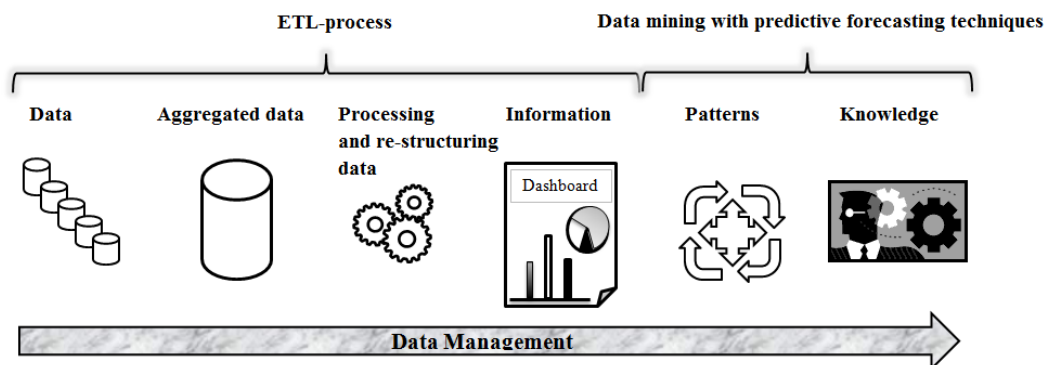 ETL-process
Data mining with predictive forecasting techniques
Data
Aggregated data
Processing
and re-structuring
data
Information
Patterns
Knowledge
Dashboard
Data Management